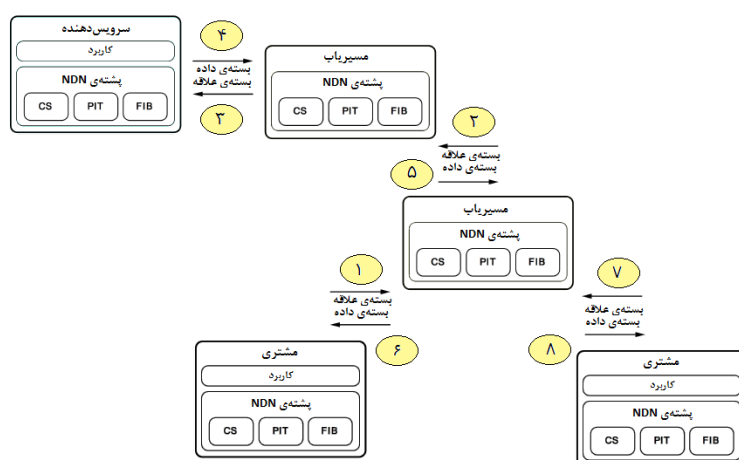 سرویس‌دهنده
کاربرد
پشته‌ی NDN
CS PIT FIB
۴
بسته‌ی داده
بسته‌ی علاقه
۳
مسیریاب
پشته‌ی NDN
CS PIT FIB
۲
بسته‌ی علاقه
بسته‌ی داده
۵
مسیریاب
پشته‌ی NDN
CS PIT FIB
۱
بسته‌ی علاقه
بسته‌ی داده
۶
۷
بسته‌ی علاقه
بسته‌ی داده
۸
مشتری
کاربرد
پشته‌ی NDN
CS PIT FIB
مشتری
کاربرد
پشته‌ی NDN
CS PIT FIB